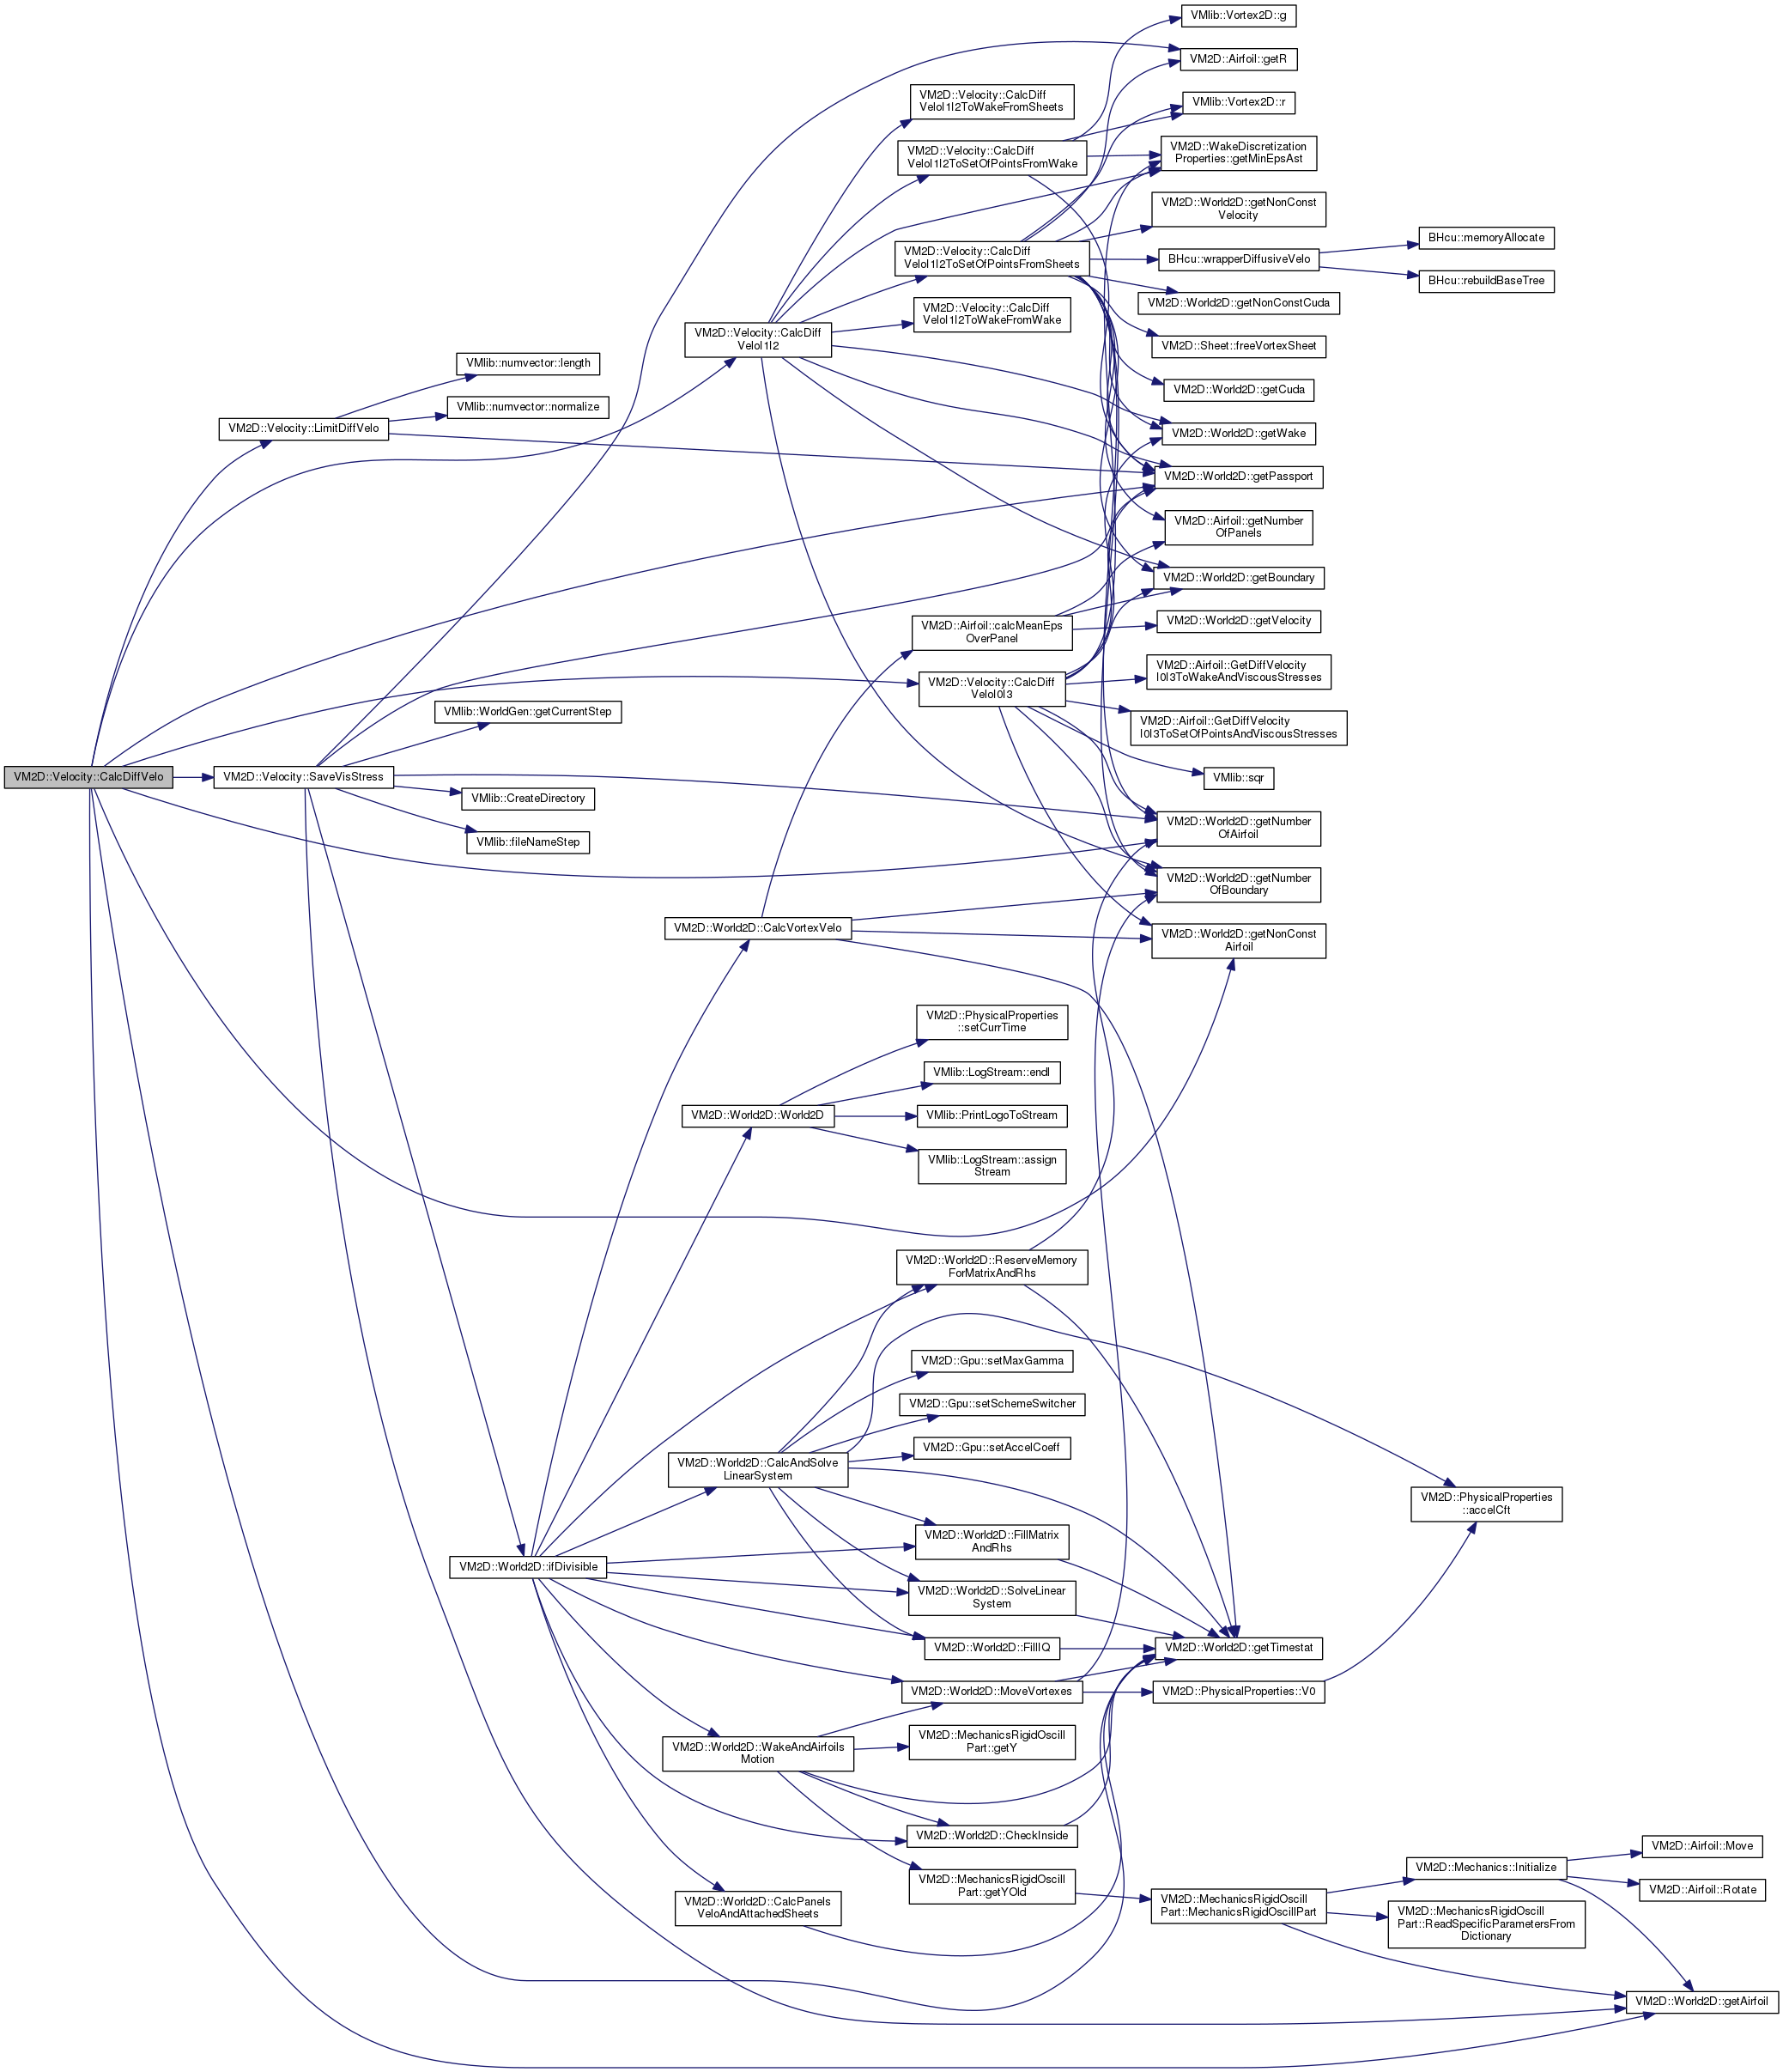 VM2D::Velocity::CalcDiffVelo
VM2D::Velocity::LimitDiffVelo
VMlib::numvector::length
VMlib::numvector::normalize
VM2D::Velocity::SaveVisStress
VMlib::WorldGen::getCurrentStep
VMlib::CreateDirectory
VMlib::fileNameStep
VM2D::World2D::ifDivisible
VM2D::Velocity::CalcDiff
VeloI1I2
VM2D::World2D::CalcVortexVelo
VM2D::World2D::World2D
VM2D::World2D::CalcAndSolve
LinearSystem
VM2D::World2D::WakeAndAirfoils
Motion
VM2D::World2D::CalcPanels
VeloAndAttachedSheets
VM2D::Velocity::CalcDiff
VeloI1I2ToWakeFromSheets
VM2D::Velocity::CalcDiff
VeloI1I2ToSetOfPointsFromWake
VM2D::Velocity::CalcDiff
VeloI1I2ToSetOfPointsFromSheets
VM2D::Velocity::CalcDiff
VeloI1I2ToWakeFromWake
VM2D::Airfoil::calcMeanEps
OverPanel
VM2D::Velocity::CalcDiff
VeloI0I3
VM2D::PhysicalProperties
::setCurrTime
VMlib::LogStream::endl
VMlib::PrintLogoToStream
VMlib::LogStream::assign
Stream
VM2D::World2D::ReserveMemory
ForMatrixAndRhs
VM2D::Gpu::setMaxGamma
VM2D::Gpu::setSchemeSwitcher
VM2D::Gpu::setAccelCoeff
VM2D::World2D::FillMatrix
AndRhs
VM2D::World2D::SolveLinear
System
VM2D::World2D::FillIQ
VM2D::World2D::MoveVortexes
VM2D::MechanicsRigidOscill
Part::getY
VM2D::World2D::CheckInside
VM2D::MechanicsRigidOscill
Part::getYOld
VMlib::Vortex2D::g
VM2D::Airfoil::getR
VMlib::Vortex2D::r
VM2D::WakeDiscretization
Properties::getMinEpsAst
VM2D::World2D::getNonConst
Velocity
BHcu::wrapperDiffusiveVelo
VM2D::World2D::getNonConstCuda
VM2D::Sheet::freeVortexSheet
VM2D::World2D::getCuda
VM2D::World2D::getWake
VM2D::World2D::getPassport
VM2D::Airfoil::getNumber
OfPanels
VM2D::World2D::getBoundary
VM2D::World2D::getVelocity
VM2D::Airfoil::GetDiffVelocity
I0I3ToWakeAndViscousStresses
VM2D::Airfoil::GetDiffVelocity
I0I3ToSetOfPointsAndViscousStresses
VMlib::sqr
VM2D::World2D::getNumber
OfAirfoil
VM2D::World2D::getNumber
OfBoundary
VM2D::World2D::getNonConst
Airfoil
VM2D::World2D::getTimestat
VM2D::PhysicalProperties::V0
VM2D::MechanicsRigidOscill
Part::MechanicsRigidOscillPart
BHcu::memoryAllocate
BHcu::rebuildBaseTree
VM2D::PhysicalProperties
::accelCft
VM2D::Mechanics::Initialize
VM2D::MechanicsRigidOscill
Part::ReadSpecificParametersFrom
Dictionary
VM2D::Airfoil::Move
VM2D::Airfoil::Rotate
VM2D::World2D::getAirfoil